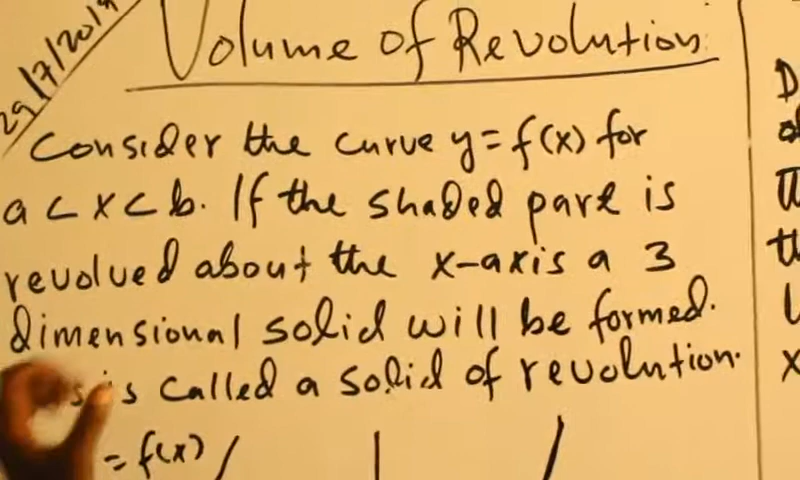 29/7/2019
Volume of Revolution
Consider the curve y=f(x) for
a < x < b. If the shaded part is
revolved about the x-axis a 3
dimensional solid will be formed.
is called a solid of revolution.
= f(x)